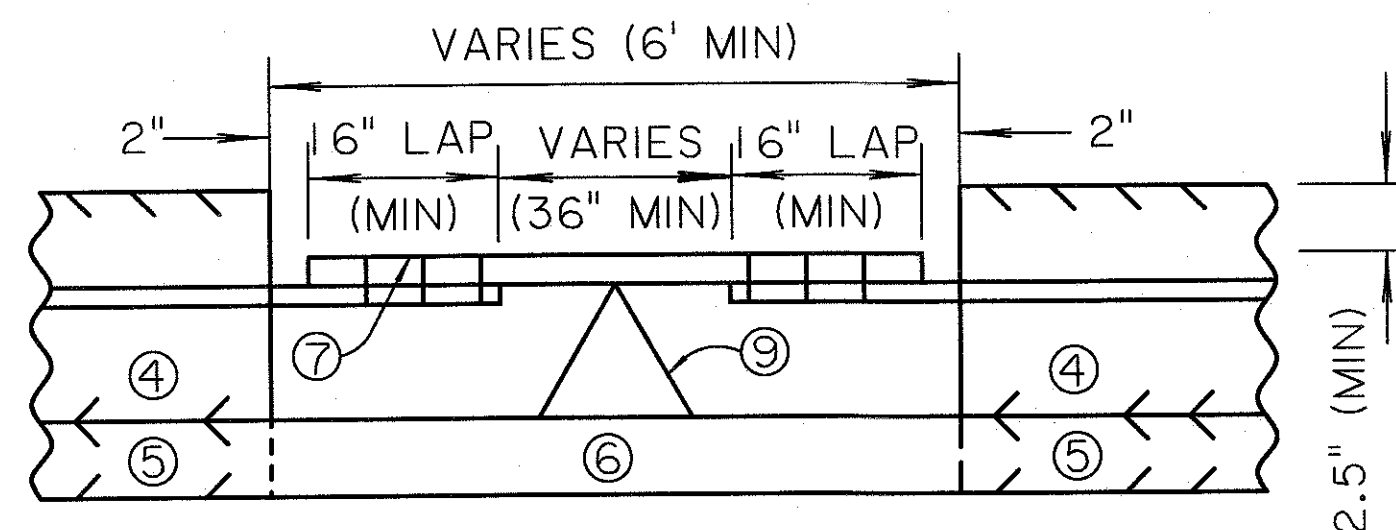 VARIES (6' MIN)
2"
16" LAP
(MIN)
VARIES
(36" MIN)
16" LAP
(MIN)
2"
2.5" (MIN)
7
9
4
4
5
6
5